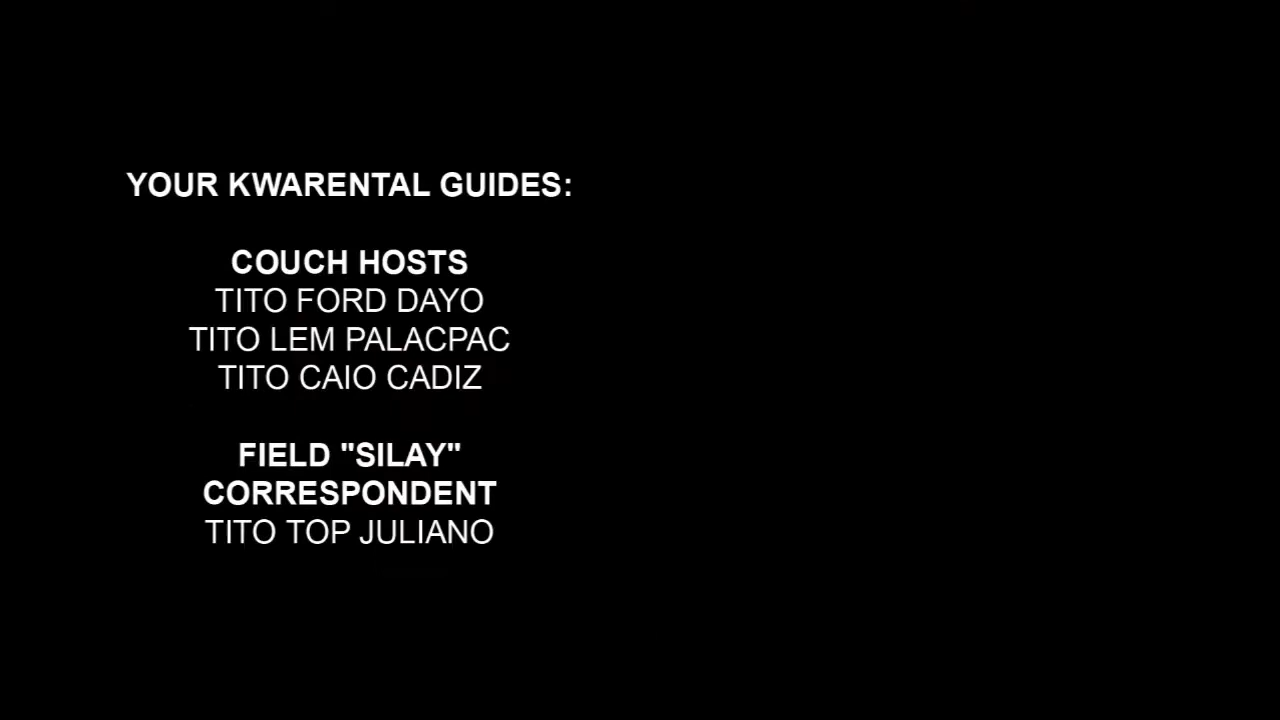 YOUR KWARENTAL GUIDES:
COUCH HOSTS
TITO FORD DAYO
TITO LEM PALACPAC
TITO CAIO CADIZ
FIELD "SILAY"
CORRESPONDENT
TITO TOP JULIANO